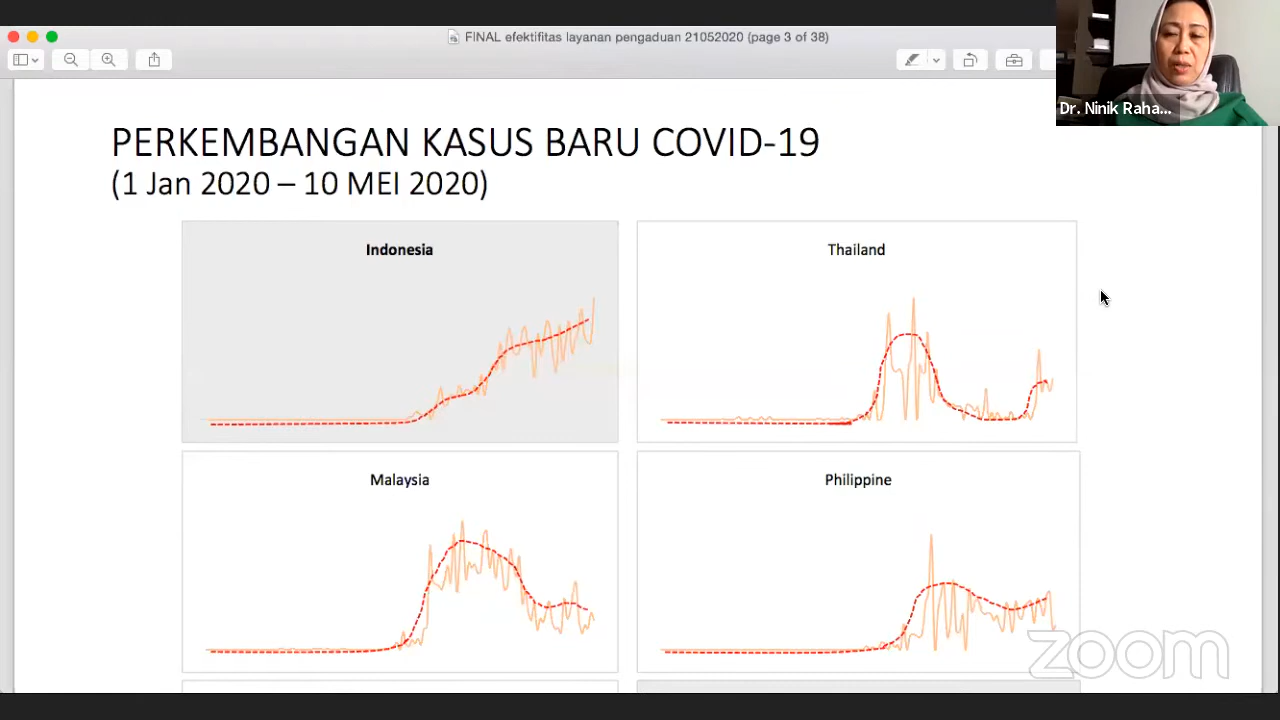 FINAL efektifitas layanan pengaduan 21052020 (page 3 of 38)
Dr. Ninik Raha...
PERKEMBANGAN KASUS BARU COVID-19
(1 Jan 2020 – 10 MEI 2020)
Indonesia
Thailand
Malaysia
Philippine
zoom